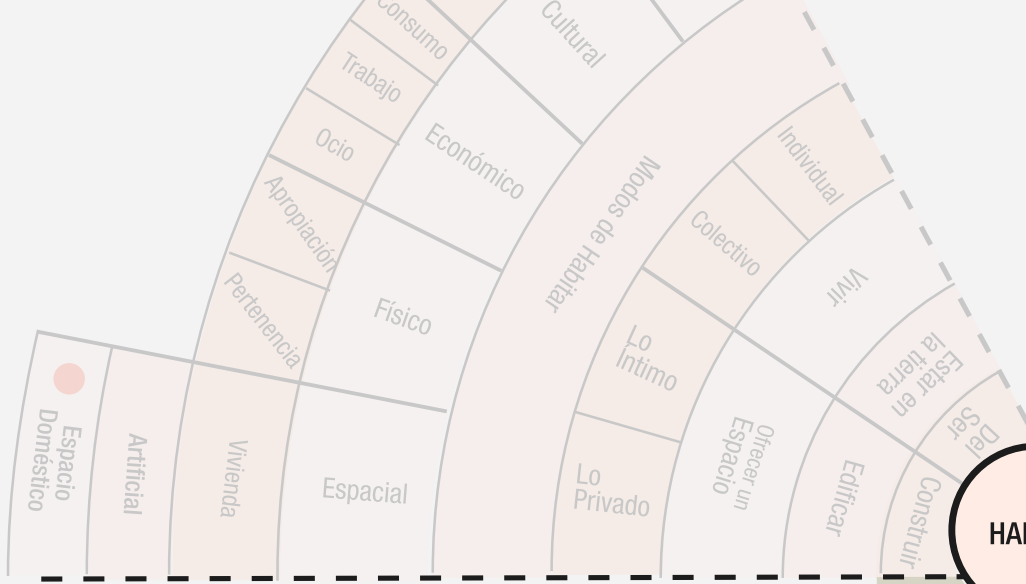 Consumo
Trabajo
Ocio
Apropiación
Pertenencia
Cultural
Económico
Físico
Espacial
Espacio
Doméstico
Artificial
Vivienda
Modos de Habitar
Individual
Colectivo
Lo
Íntimo
Lo
Privado
Vivir
Ofrecer un
Espacio
Estar en
la tierra
Edificar
Del
Ser
Construir